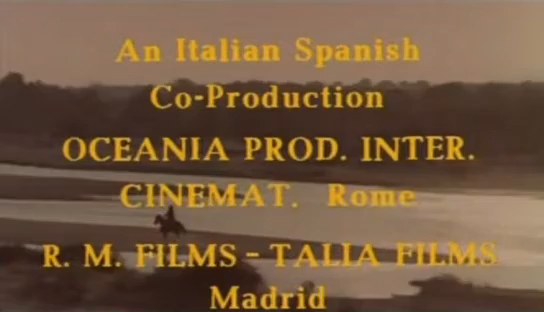 An Italian Spanish
Co-Production
OCEANIA PROD. INTER.
CINEMAT. Rome
R. M. FILMS - TALIA FILMS
Madrid